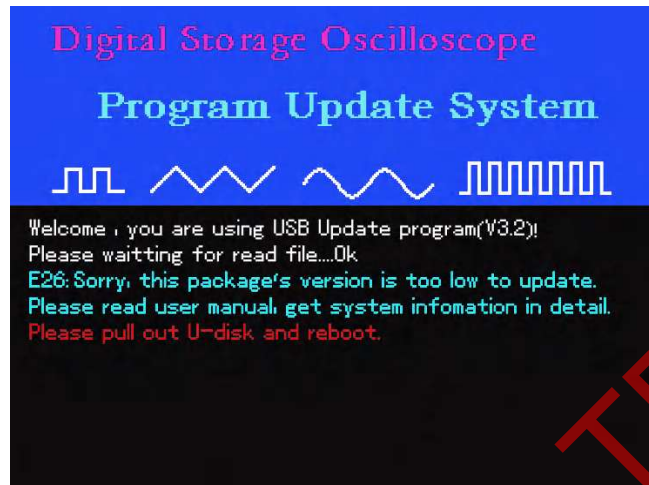 Digital Storage Oscilloscope
Program Update System
Welcome , you are using USB Update program(V3.2)!
Please waitting for read file....Ok
E26: Sorry, this package's version is too low to update.
Please read user manual, get system infomation in detail.
Please pull out U-disk and reboot.